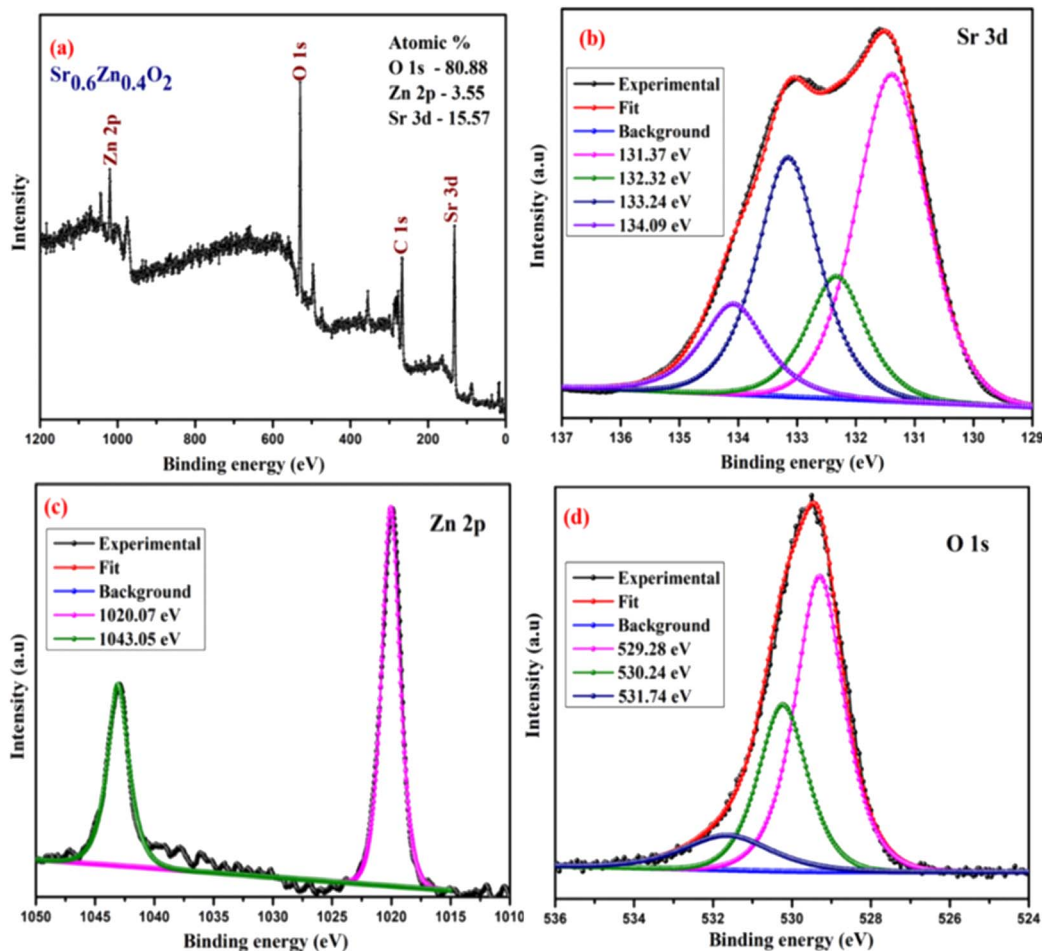 (a)
Sr0.6Zn0.4O2
Atomic %
O 1s - 80.88
Zn 2p - 3.55
Sr 3d - 15.57
Zn 2p
O 1s
C 1s
Sr 3d
Intensity
1200 1000 800 600 400 200 0
Binding energy (eV)
(b)
Sr 3d
Experimental
Fit
Background
131.37 eV
132.32 eV
133.24 eV
134.09 eV
Intensity (a.u)
137 136 135 134 133 132 131 130 129
Binding energy (eV)
(c)
Zn 2p
Experimental
Fit
Background
1020.07 eV
1043.05 eV
Intensity (a.u)
1050 1045 1040 1035 1030 1025 1020 1015 1010
Binding energy (eV)
(d)
O 1s
Experimental
Fit
Background
529.28 eV
530.24 eV
531.74 eV
Intensity (a.u)
536 534 532 530 528 526 524
Binding energy (eV)